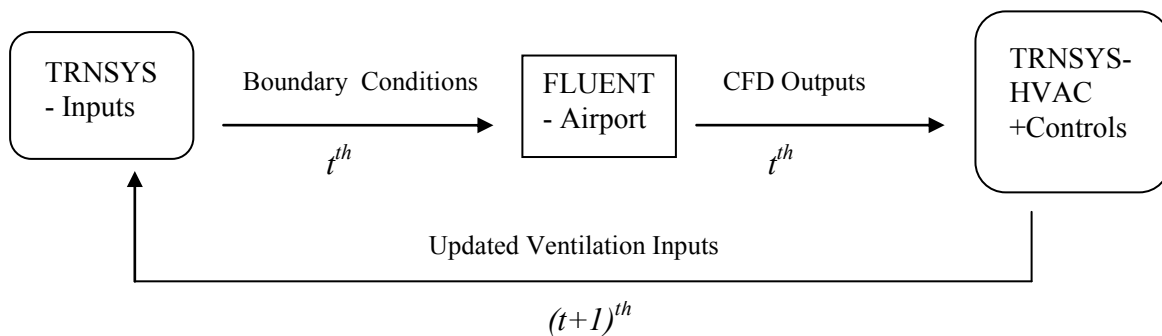 TRNSYS
- Inputs
Boundary Conditions
t^th
FLUENT
- Airport
CFD Outputs
t^th
TRNSYS-
HVAC
+Controls
Updated Ventilation Inputs
(t+1)^th